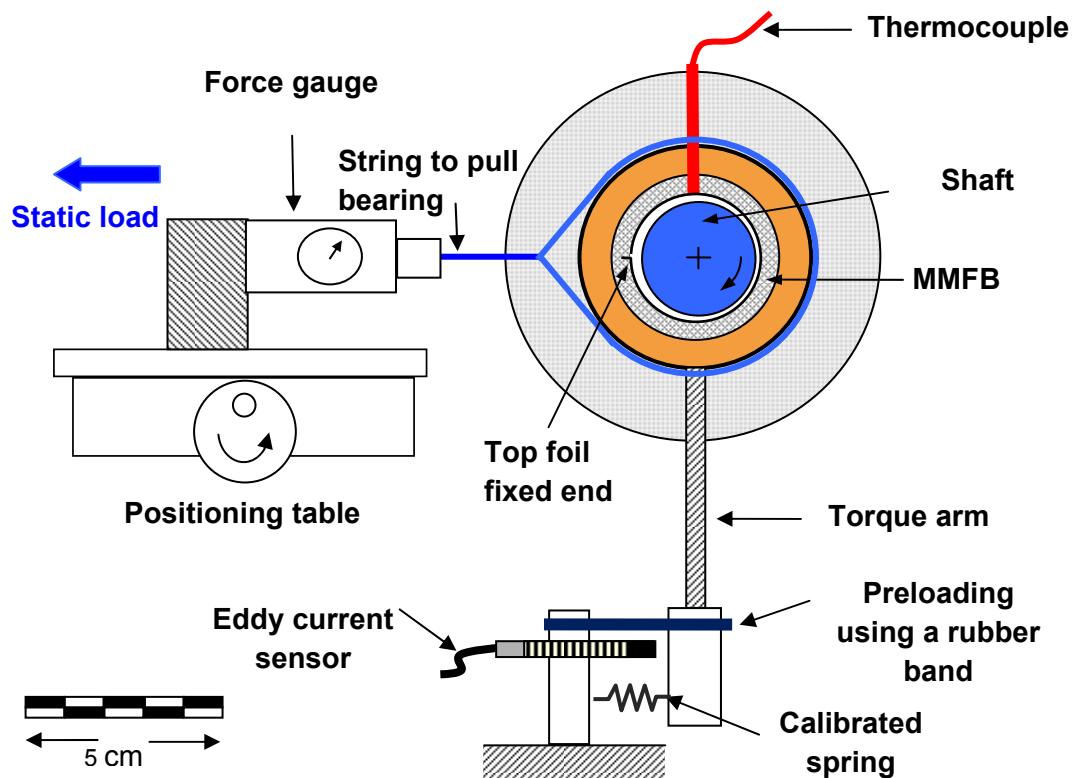 Thermocouple
Force gauge
String to pull
bearing
Static load
Shaft
MMFB
Top foil
fixed end
Positioning table
Torque arm
Eddy current
sensor
Preloading
using a rubber
band
Calibrated
spring
5 cm